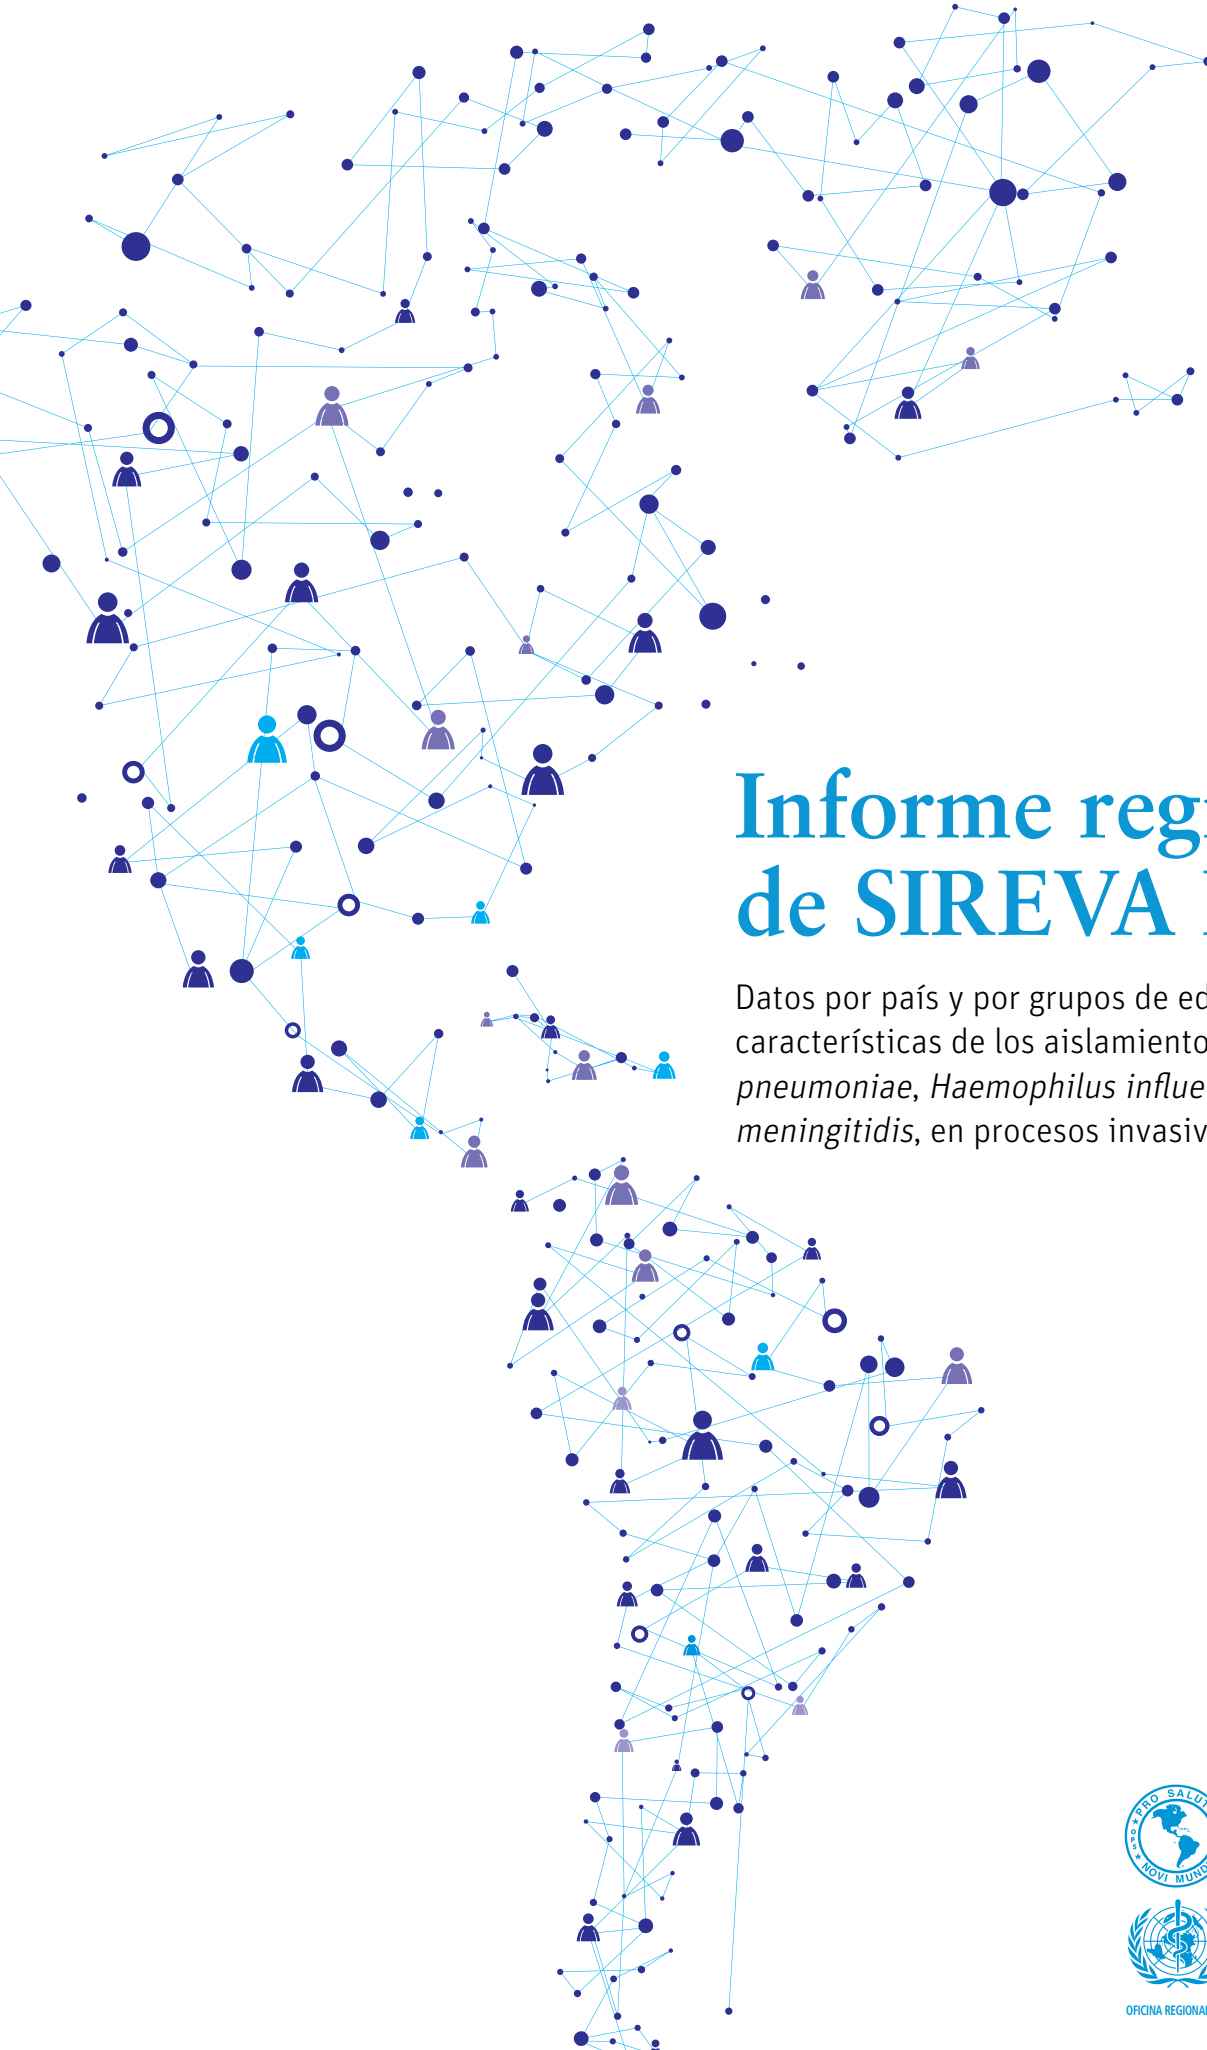 Informe reg
de SIREVA
Datos por país y por grupos de ed
características de los aislamiento
pneumoniae, Haemophilus influe
meningitidis, en procesos invasiv
PRO SALUT
OPS
NOVI MUND
OFICINA REGIONAL